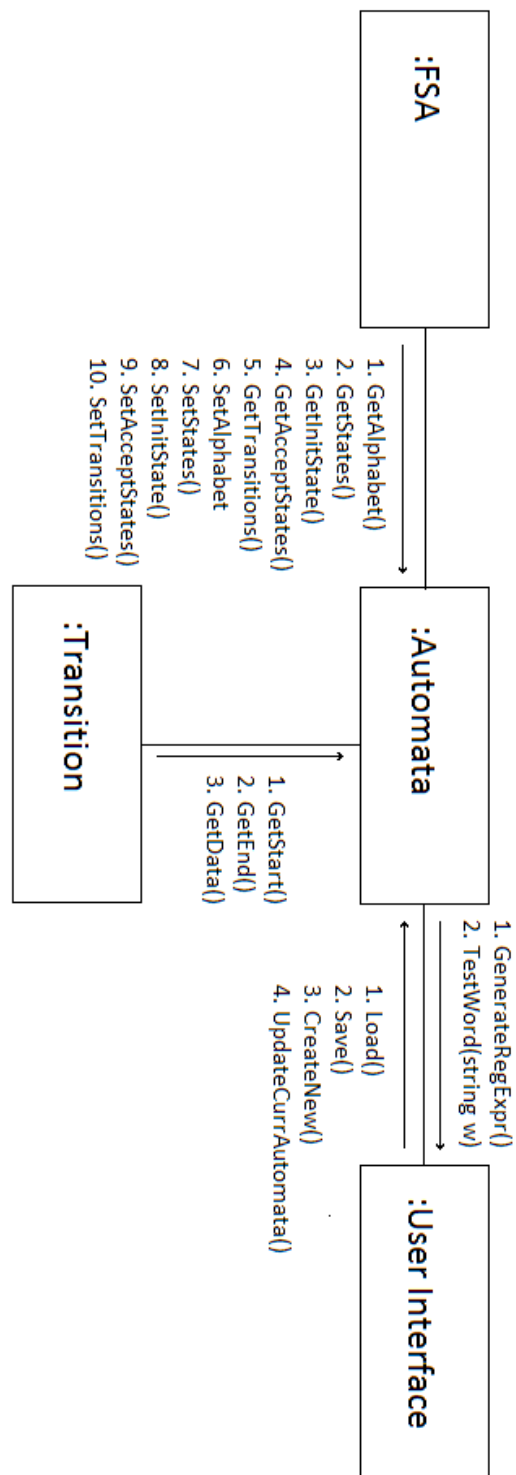 :FSA
1. GetAlphabet()
2. GetStates()
3. GetInitState()
4. GetAcceptStates()
5. GetTransitions()
6. SetAlphabet
7. SetStates()
8. SetInitState()
9. SetAcceptStates()
10. SetTransitions()
:Automata
1. GenerateRegExpr()
2. TestWord(string w)
1. Load()
2. Save()
3. CreateNew()
4. UpdateCurrAutomata()
:User Interface
1. GetStart()
2. GetEnd()
3. GetData()
:Transition